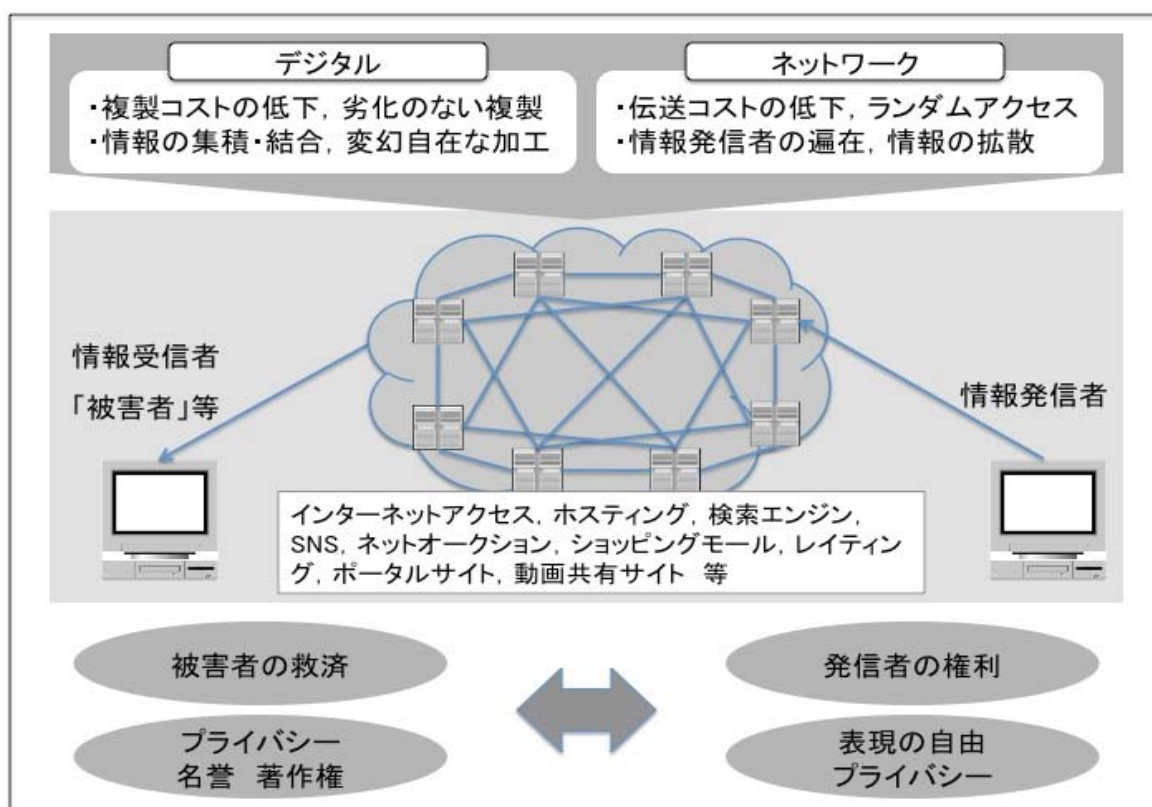 デジタル
・複製コストの低下，劣化のない複製
・情報の集積・結合，変幻自在な加工
ネットワーク
・伝送コストの低下，ランダムアクセス
・情報発信者の遍在，情報の拡散
情報受信者
「被害者」等
情報発信者
インターネットアクセス，ホスティング，検索エンジン，
SNS，ネットオークション，ショッピングモール，レイティン
グ，ポータルサイト，動画共有サイト 等
被害者の救済
プライバシー
名誉 著作権
発信者の権利
表現の自由
プライバシー